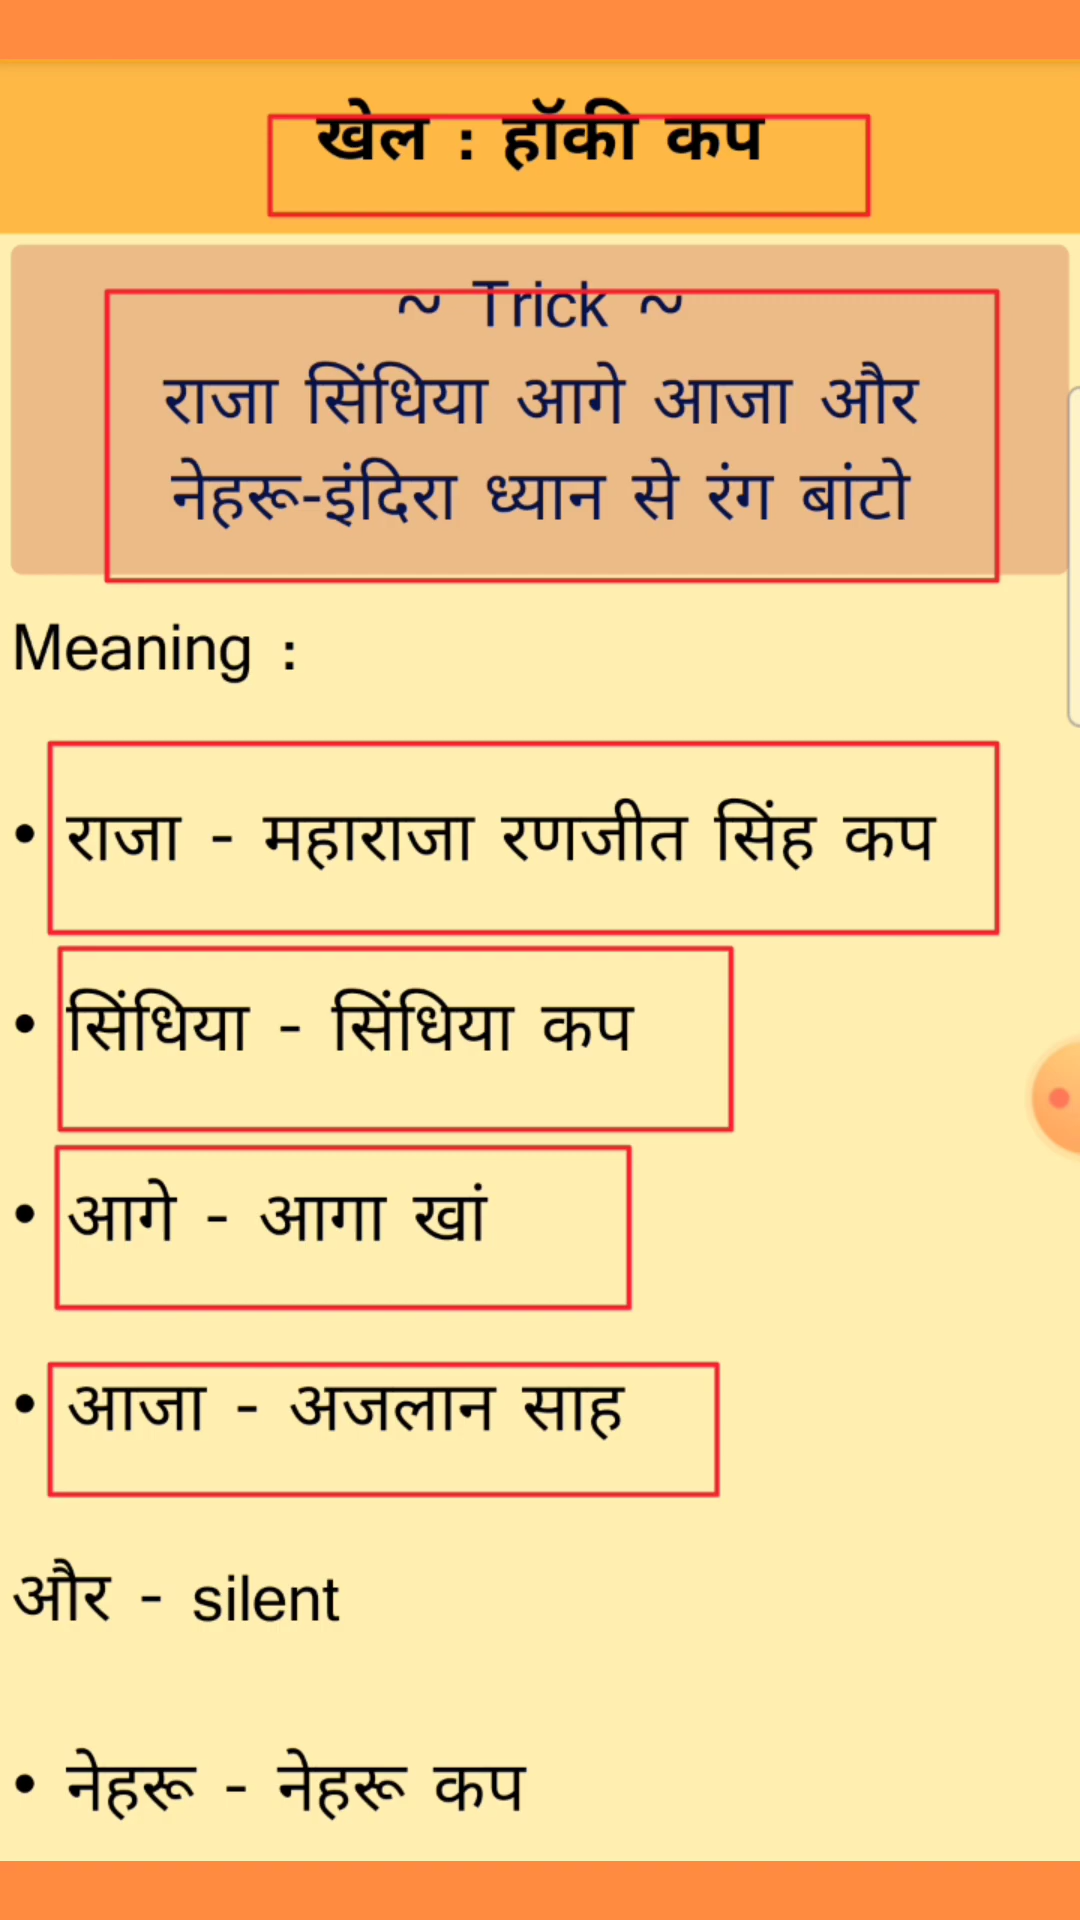 खेल : हॉकी कप
~ Trick ~
राजा सिंधिया आगे आजा और
नेहरू-इंदिरा ध्यान से रंग बांटो
Meaning :
• राजा - महाराजा रणजीत सिंह कप
• सिंधिया - सिंधिया कप
• आगे - आगा खां
• आजा - अजलान साह
और - silent
• नेहरू - नेहरू कप